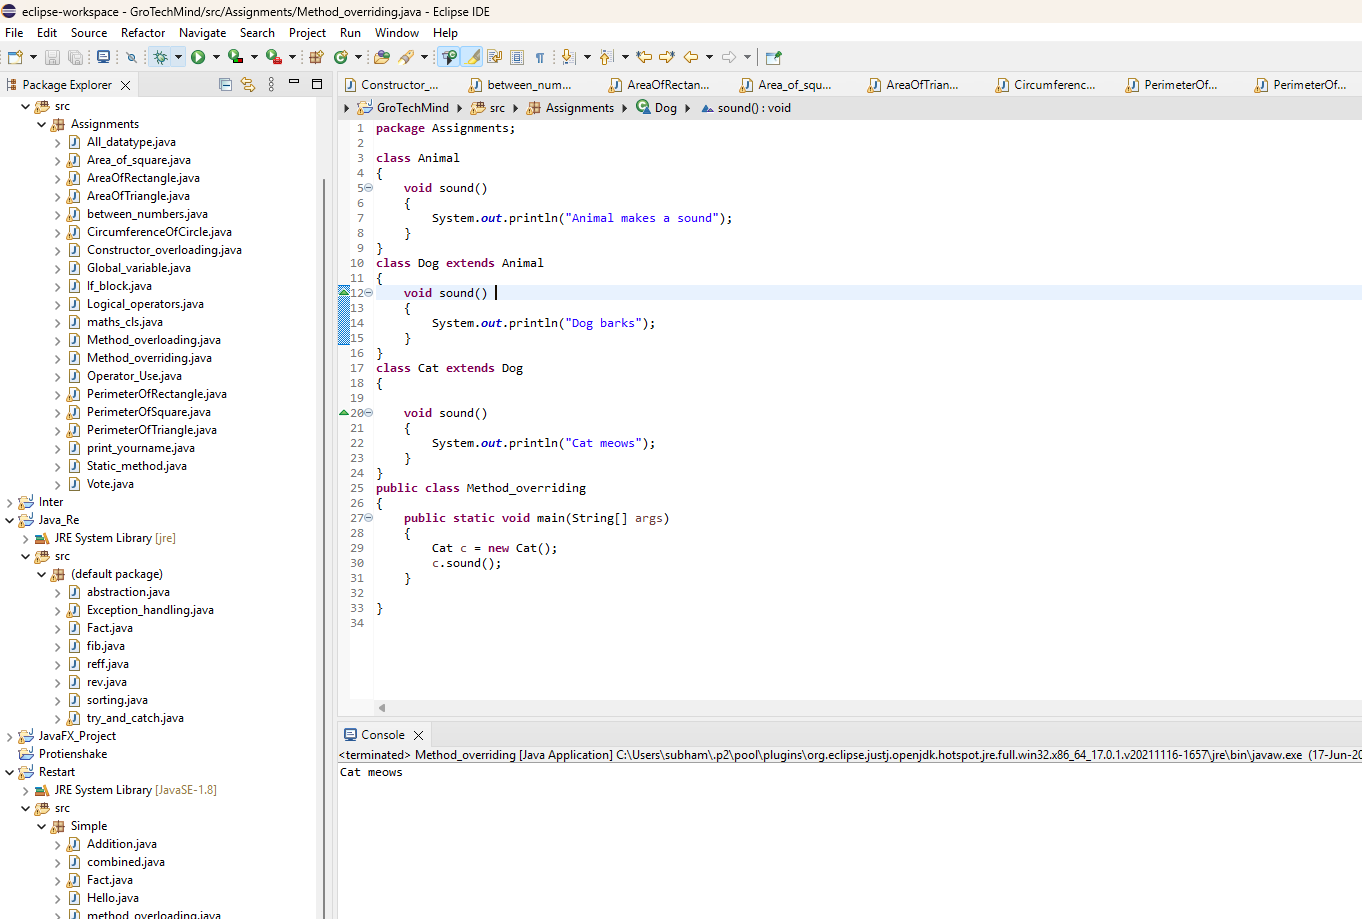 eclipse-workspace - GroTechMind/src/Assignments/Method_overriding.java - Eclipse IDE
File Edit Source Refactor Navigate Search Project Run Window Help
Package Explorer
src
Assignments
All_datatype.java
Area_of_square.java
AreaOfRectangle.java
AreaOfTriangle.java
between_numbers.java
CircumferenceOfCircle.java
Constructor_overloading.java
Global_variable.java
If_block.java
Logical_operators.java
maths_cls.java
Method_overloading.java
Method_overriding.java
Operator_Use.java
PerimeterOfRectangle.java
PerimeterOfSquare.java
PerimeterOfTriangle.java
print_yourname.java
Static_method.java
Vote.java
Inter
Java_Re
JRE System Library [jre]
src
(default package)
abstraction.java
Exception_handling.java
Fact.java
fib.java
reff.java
rev.java
sorting.java
try_and_catch.java
JavaFX_Project
Protienshake
Restart
JRE System Library [JavaSE-1.8]
src
Simple
Addition.java
combined.java
Fact.java
Hello.java
method_overloading.java
Constructor_... between_num... AreaOfRectan... Area_of_squ... AreaOfTrian... Circumferenc... PerimeterOf... PerimeterOf...
GroTechMind src Assignments Dog sound() : void
1 package Assignments;
2
3 class Animal
4 {
5 void sound()
6 {
7 System.out.println("Animal makes a sound");
8 }
9 }
10 class Dog extends Animal
11 {
12 void sound()
13 {
14 System.out.println("Dog barks");
15 }
16 }
17 class Cat extends Dog
18 {
19
20 void sound()
21 {
22 System.out.println("Cat meows");
23 }
24 }
25 public class Method_overriding
26 {
27 public static void main(String[] args)
28 {
29 Cat c = new Cat();
30 c.sound();
31 }
32
33 }
34
Console
<terminated> Method_overriding [Java Application] C:\Users\subham\.p2\pool\plugins\org.eclipse.justj.openjdk.hotspot.jre.full.win32.x86_64_17.0.1.v20211116-1657\jre\bin\javaw.exe (17-Jun-20
Cat meows